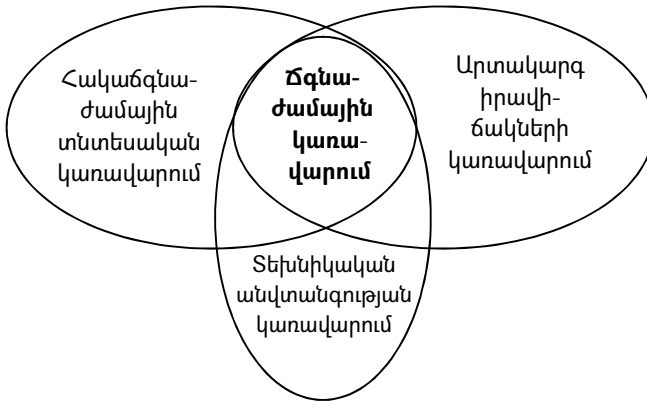 Հակաճգնա-
ժամային
տնտեսական
կառավարում
Ճգնա-
ժամային
կառա-
վարում
Արտակարգ
իրավի-
ճակների
կառավարում
Տեխնիկական
անվտանգության
կառավարում